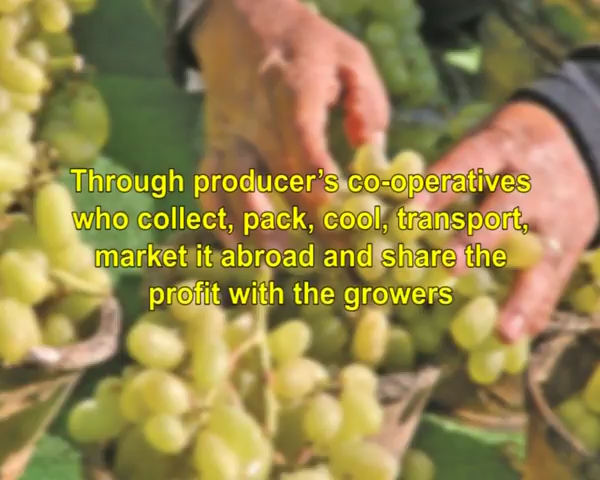 Through producer's co-operatives
who collect, pack, cool, transport,
market it abroad and share the
profit with the growers